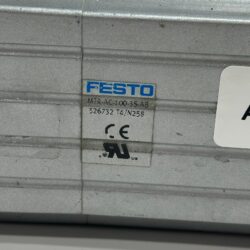 FESTO
MTR-AC-100-3S-AB
526732 T4/N258
CE
A